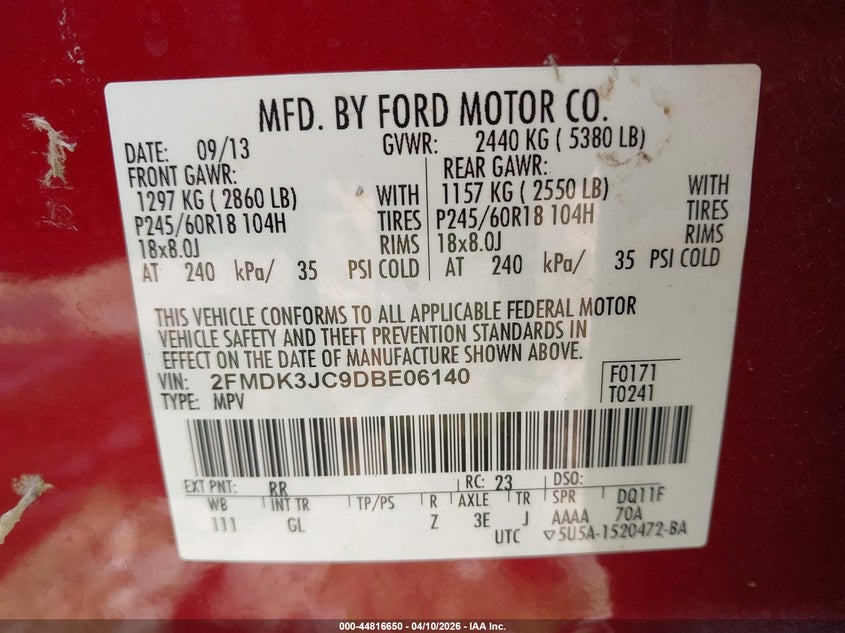 MFD. BY FORD MOTOR CO.
DATE: 09/13 GVWR: 2440 KG ( 5380 LB)
FRONT GAWR: REAR GAWR:
1297 KG ( 2860 LB) WITH 1157 KG ( 2550 LB) WITH
P245/60R18 104H TIRES P245/60R18 104H TIRES
18x8.0J RIMS 18x8.0J RIMS
AT 240 kPa/ 35 PSI COLD AT 240 kPa/ 35 PSI COLD
THIS VEHICLE CONFORMS TO ALL APPLICABLE FEDERAL MOTOR
VEHICLE SAFETY AND THEFT PREVENTION STANDARDS IN
EFFECT ON THE DATE OF MANUFACTURE SHOWN ABOVE.
VIN: 2FMDK3JC9DBE06140 F0171
TYPE: MPV T0241
EXT PNT: RR RC: 23 DSO:
WB INT TR TP/PS R AXLE TR SPR DQ11F
111 GL Z 3E J AAAA 70A
UTC ▽5U5A-1520472-BA
000-44816650 - 04/10/2026 - IAA Inc.